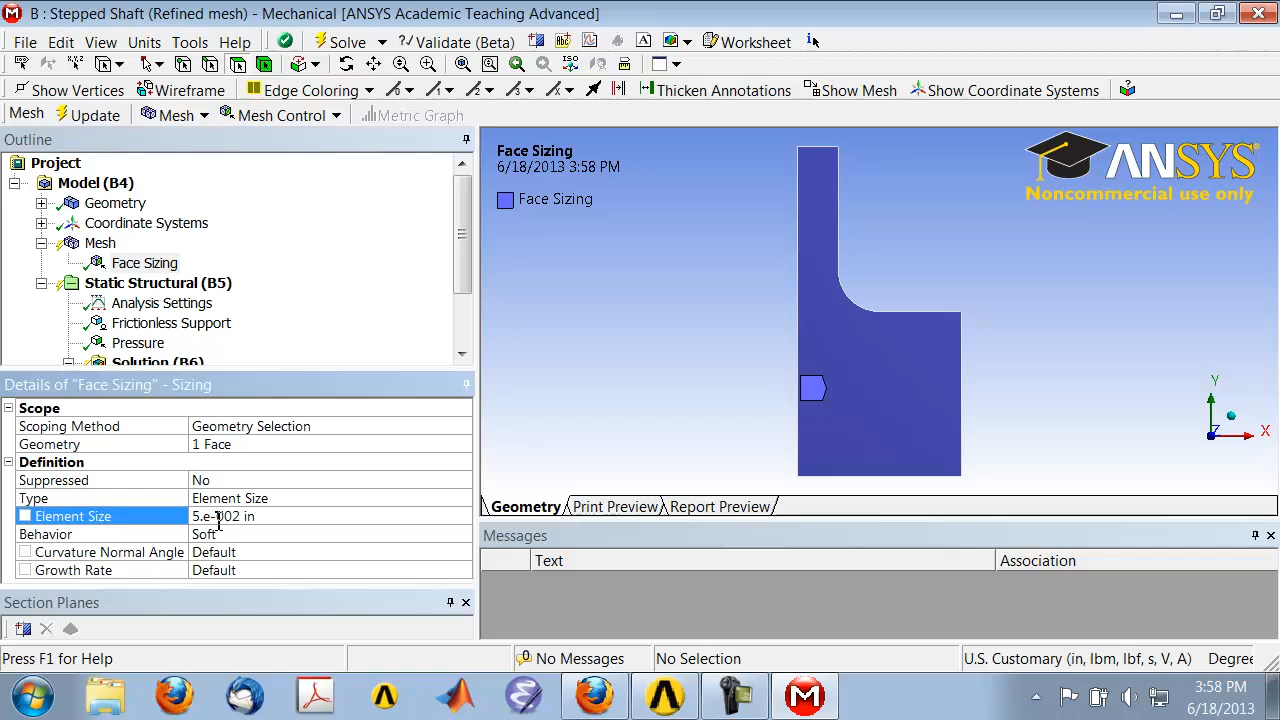 B : Stepped Shaft (Refined mesh) - Mechanical [ANSYS Academic Teaching Advanced]
File Edit View Units Tools Help Solve Validate (Beta) Worksheet
Show Vertices Wireframe Edge Coloring Thicken Annotations Show Mesh Show Coordinate Systems
Mesh Update Mesh Mesh Control Metric Graph
Outline
Project
Model (B4)
Geometry
Coordinate Systems
Mesh
Face Sizing
Static Structural (B5)
Analysis Settings
Frictionless Support
Pressure
Solution (B6)
Face Sizing
6/18/2013 3:58 PM
Face Sizing
ANSYS
Noncommercial use only
Y
X
Z
Geometry Print Preview Report Preview
Details of "Face Sizing" - Sizing
Scope
Scoping Method Geometry Selection
Geometry 1 Face
Definition
Suppressed No
Type Element Size
Element Size 5.e-002 in
Behavior Soft
Curvature Normal Angle Default
Growth Rate Default
Messages
Text Association
Section Planes
Press F1 for Help No Messages No Selection U.S. Customary (in, lbm, lbf, s, V, A) Degree
3:58 PM
6/18/2013